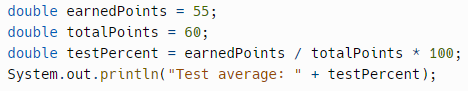 double earnedPoints = 55;
double totalPoints = 60;
double testPercent = earnedPoints / totalPoints * 100;
System.out.println("Test average: " + testPercent);